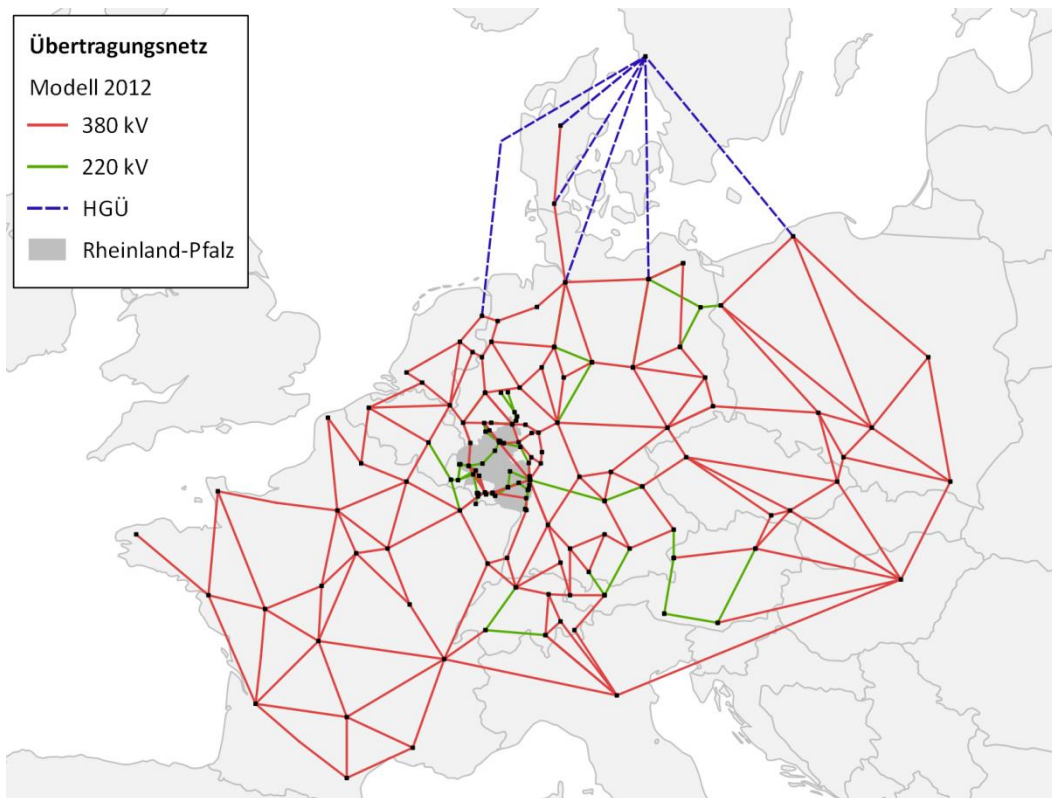 Übertragungsnetz
Modell 2012
380 kV
220 kV
HGÜ
Rheinland-Pfalz